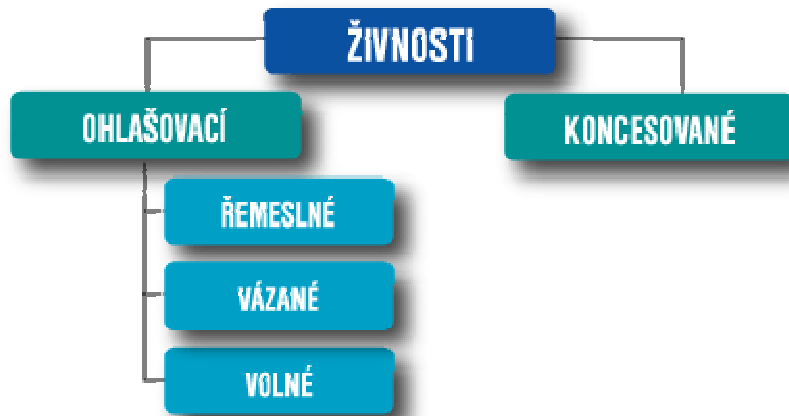 ŽIVNOSTI
OHLAŠOVACÍ
KONCESOVANÉ
ŘEMESLNÉ
VÁZANÉ
VOLNÉ